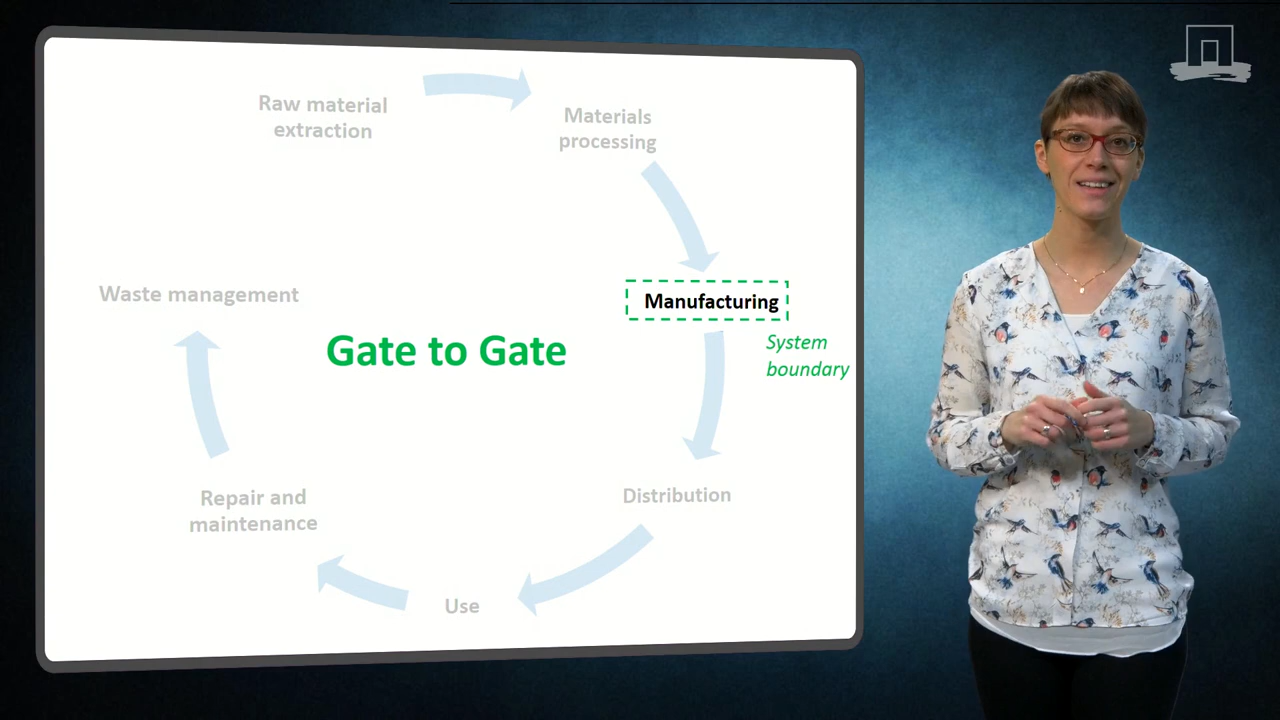 Raw material
extraction
Materials
processing
Waste management
Manufacturing
Gate to Gate
System
boundary
Repair and
maintenance
Distribution
Use